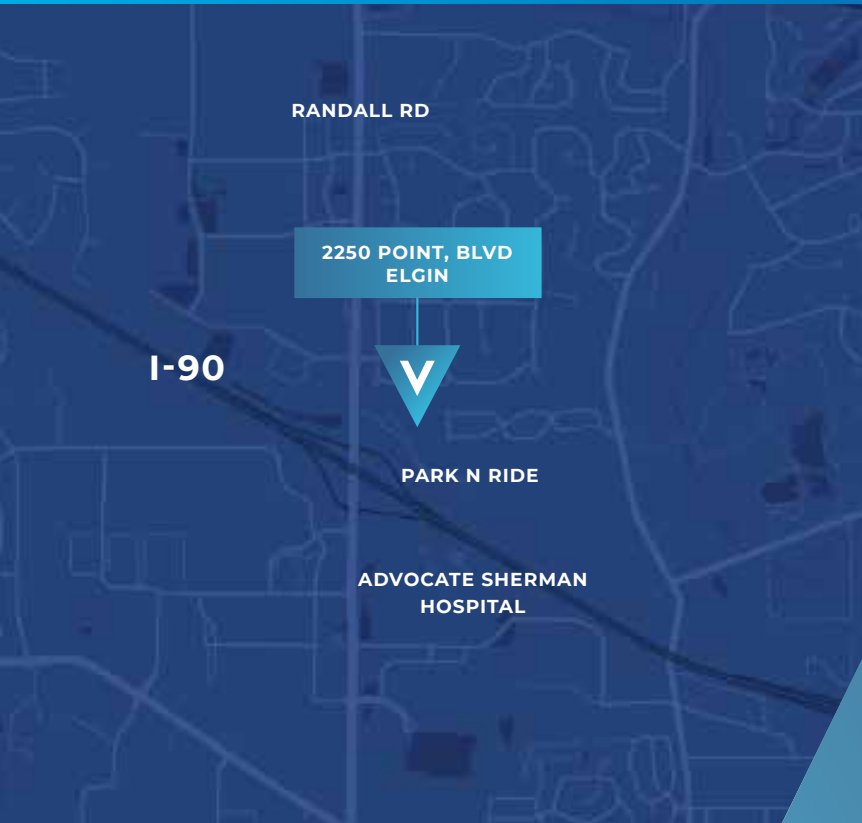 RANDALL RD
2250 POINT, BLVD
ELGIN
I-90
V
PARK N RIDE
ADVOCATE SHERMAN
HOSPITAL